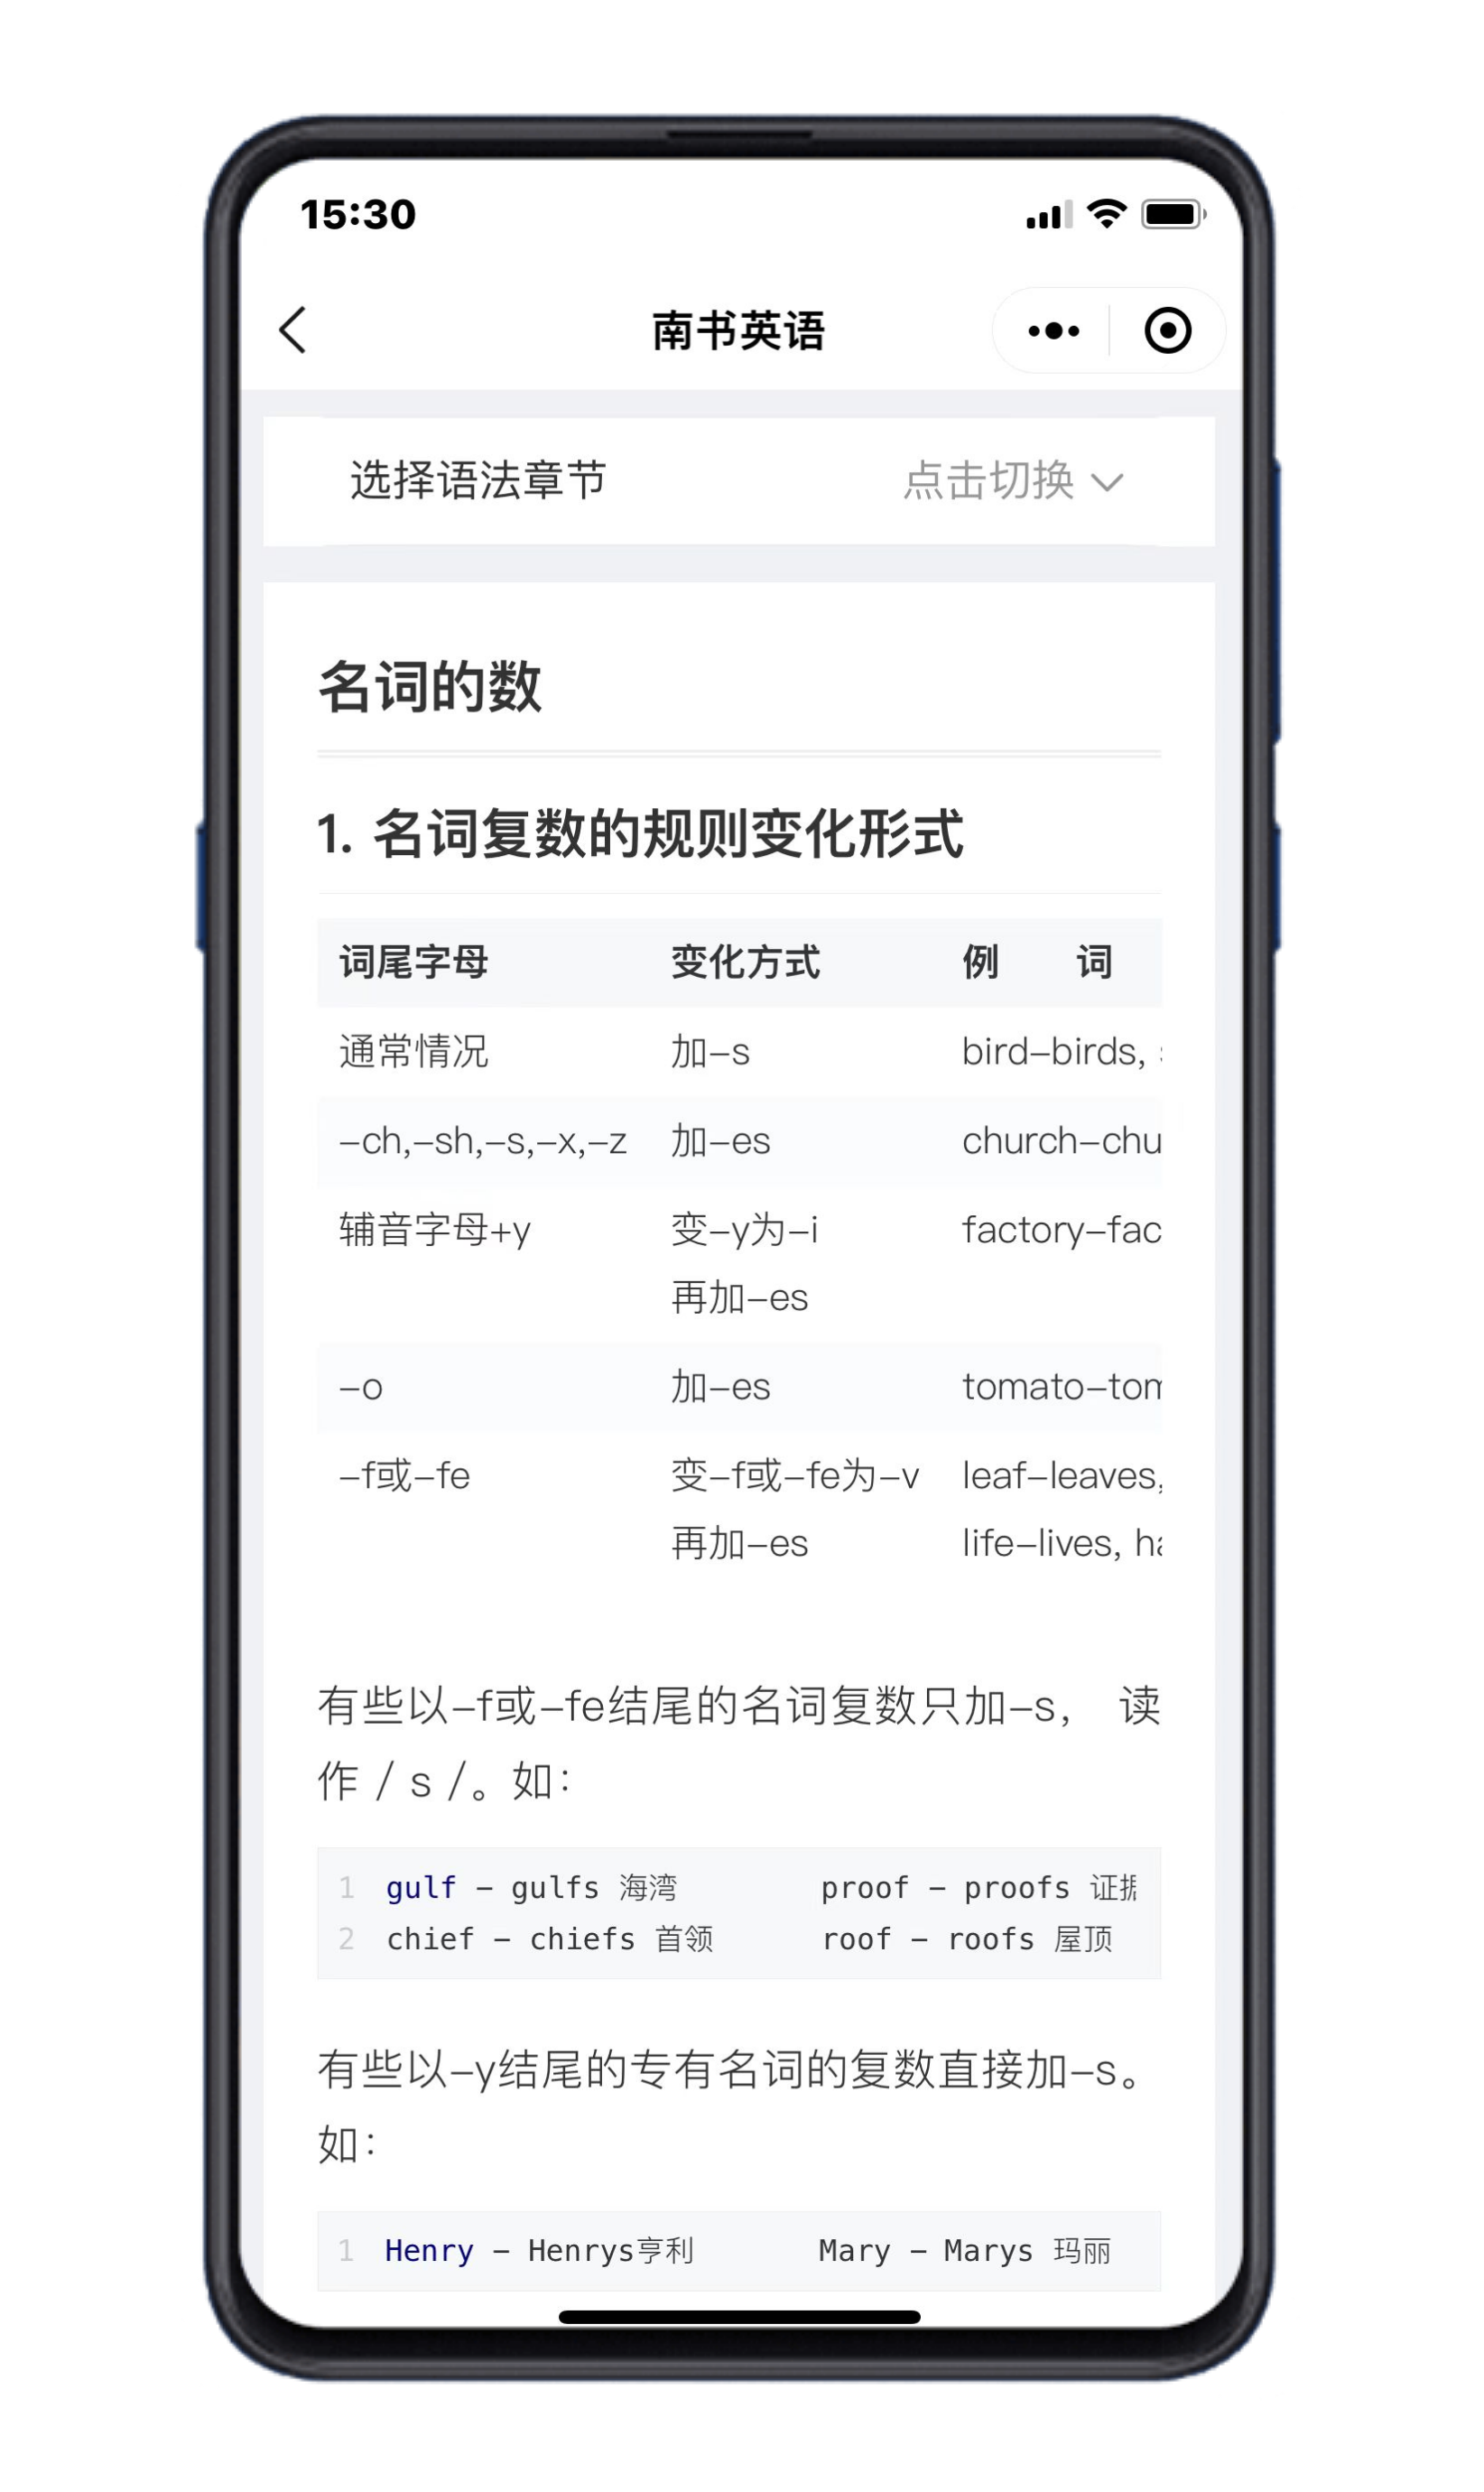 15:30
南书英语
选择语法章节 点击切换
名词的数
1. 名词复数的规则变化形式
词尾字母 变化方式 例 词
通常情况 加-s bird-birds,
-ch,-sh,-s,-x,-z 加-es church-chu
辅音字母+y 变-y为-i factory-fac
再加-es
-o 加-es tomato-tom
-f或-fe 变-f或-fe为-v leaf-leaves,
再加-es life-lives, ha
有些以-f或-fe结尾的名词复数只加-s， 读
作 / s /。如：
1 gulf - gulfs 海湾 proof - proofs 证据
2 chief - chiefs 首领 roof - roofs 屋顶
有些以-y结尾的专有名词的复数直接加-s。
如：
1 Henry - Henrys亨利 Mary - Marys 玛丽